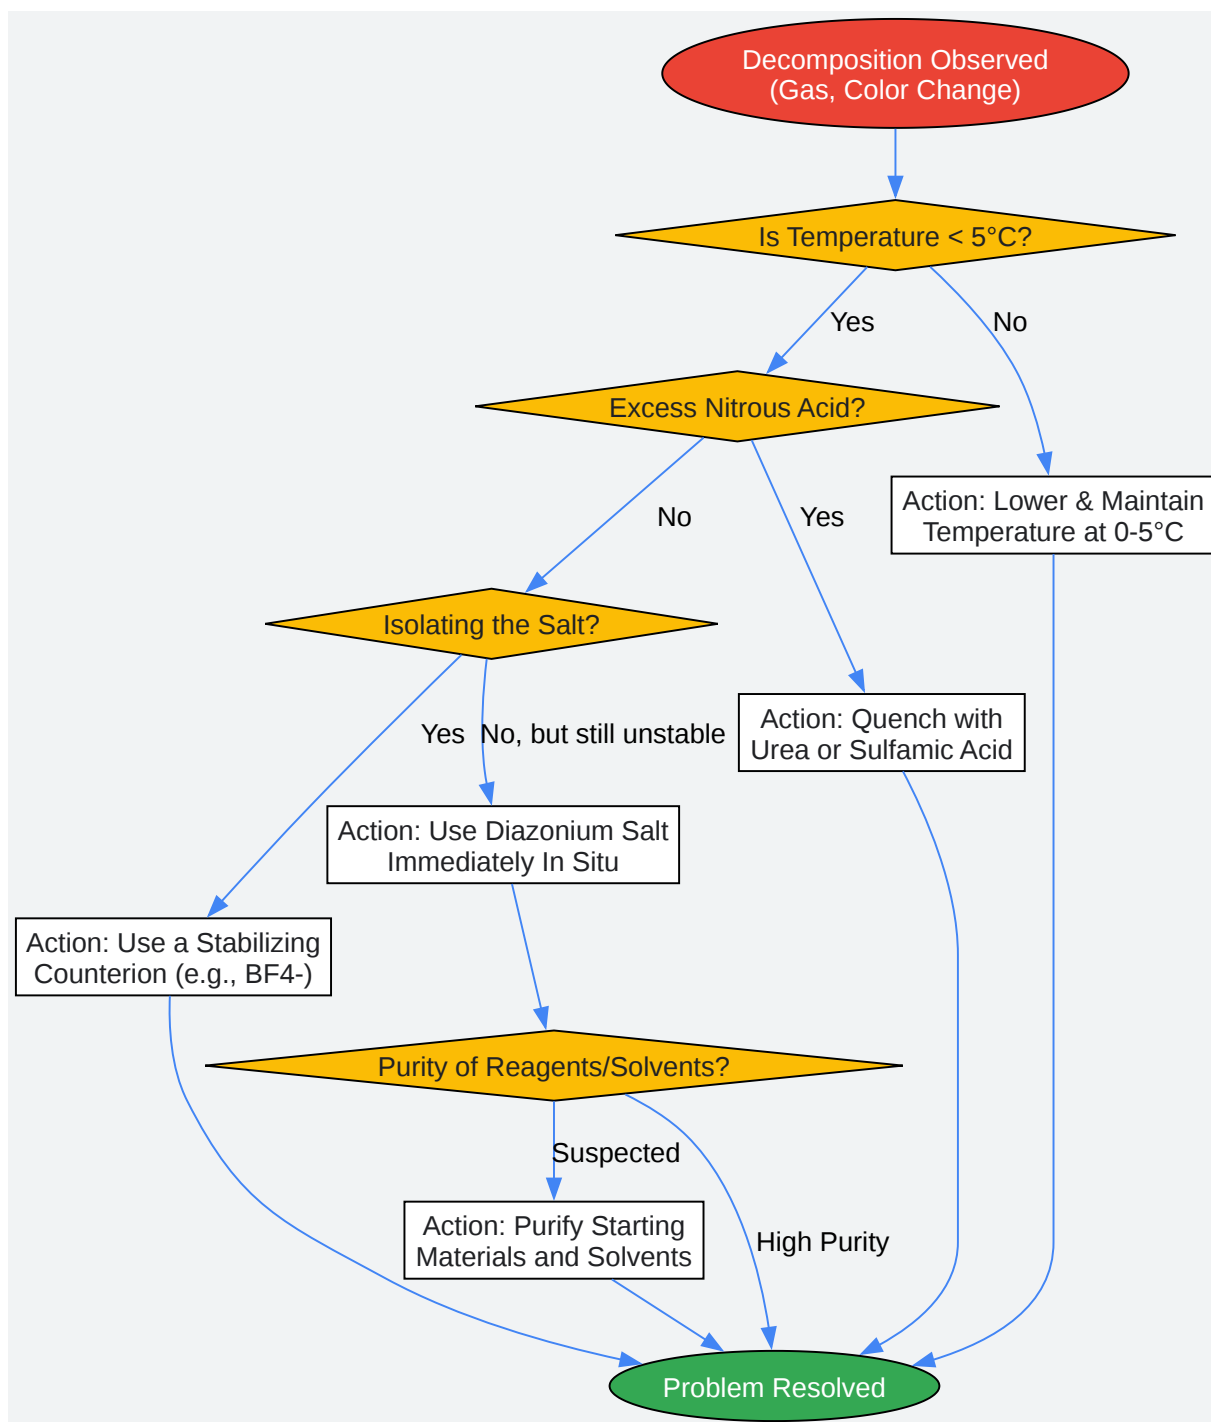 Decomposition Observed
(Gas, Color Change)
Is Temperature < 5°C?
Yes
No
Excess Nitrous Acid?
Action: Lower & Maintain
Temperature at 0-5°C
No
Yes
Isolating the Salt?
Action: Quench with
Urea or Sulfamic Acid
Yes
No, but still unstable
Action: Use Diazonium Salt
Immediately In Situ
Action: Use a Stabilizing
Counterion (e.g., BF4-)
Purity of Reagents/Solvents?
Suspected
Action: Purify Starting
Materials and Solvents
High Purity
Problem Resolved